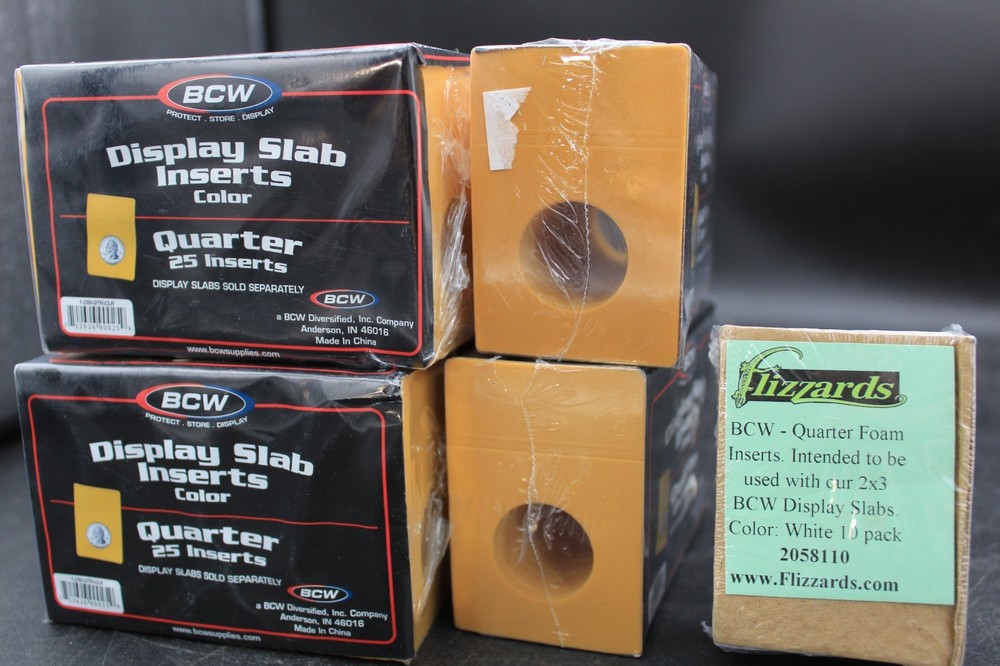 BCW
PROTECT . STORE . DISPLAY
Display Slab
Inserts
Color
Quarter
25 Inserts
DISPLAY SLABS SOLD SEPARATELY
BCW
a BCW Diversified, Inc. Company
Anderson, IN 46016
Made In China
1-DSI-QTR-CLR
www.bcwsupplies.com
BCW
PROTECT . STORE . DISPLAY
Display Slab
Inserts
Color
Quarter
25 Inserts
DISPLAY SLABS SOLD SEPARATELY
BCW
a BCW Diversified, Inc. Company
Anderson, IN 46016
Made In China
www.bcwsupplies.com
Flizzards
BCW - Quarter Foam
Inserts. Intended to be
used with our 2x3
BCW Display Slabs.
Color: White 10 pack
2058110
www.Flizzards.com